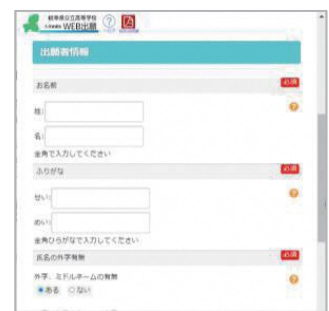 岐阜県公立高等学校
WEB出願
出願者情報
お名前 必須
姓:
名:
全角で入力してください
ふりがな 必須
せい:
めい:
全角ひらがなで入力してください
氏名の外字有無 必須
外字、ミドルネームの有無
ある ない